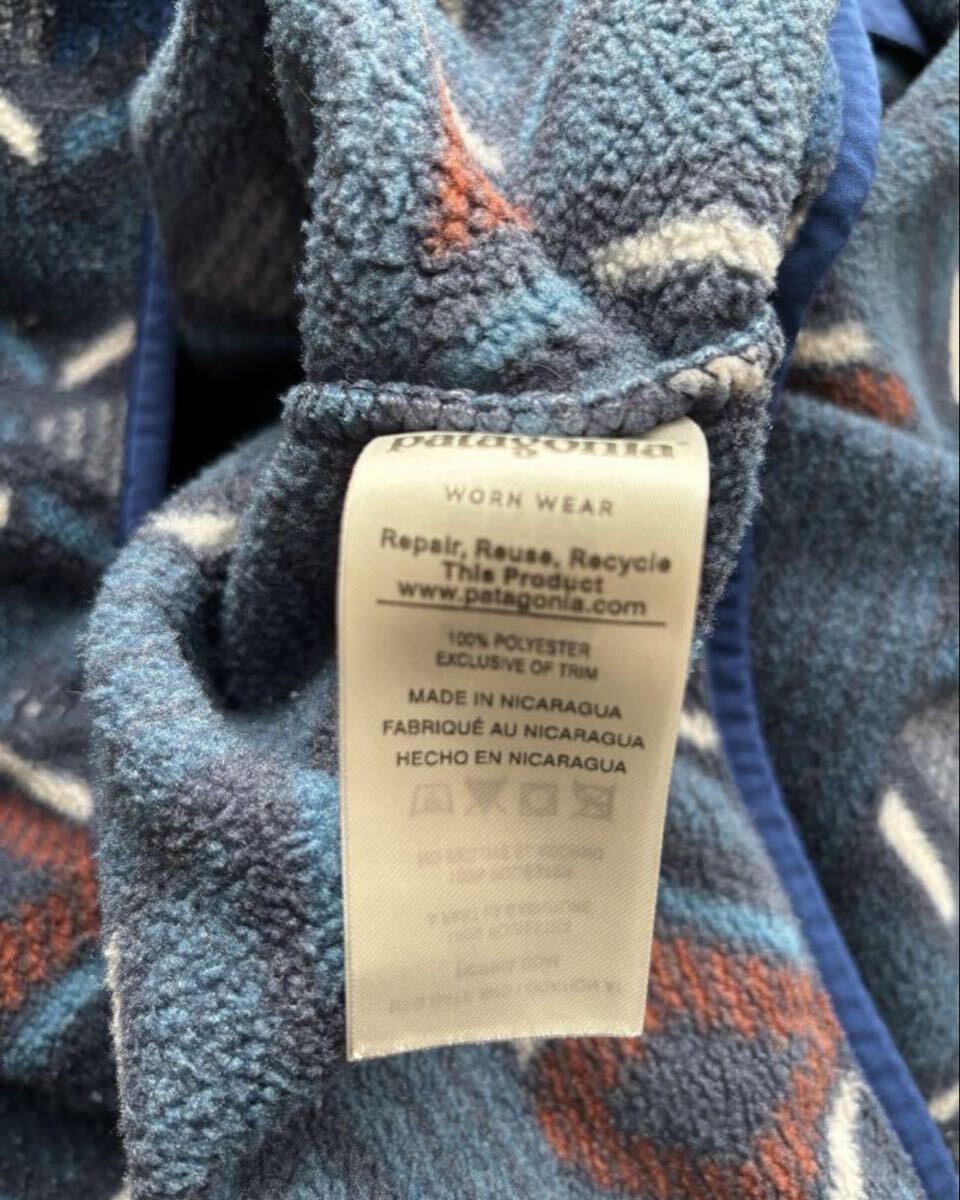 patagonia
WORN WEAR
Repair, Reuse, Recycle
This Product
www.patagonia.com
100% POLYESTER
EXCLUSIVE OF TRIM
MADE IN NICARAGUA
FABRIQUÉ AU NICARAGUA
HECHO EN NICARAGUA